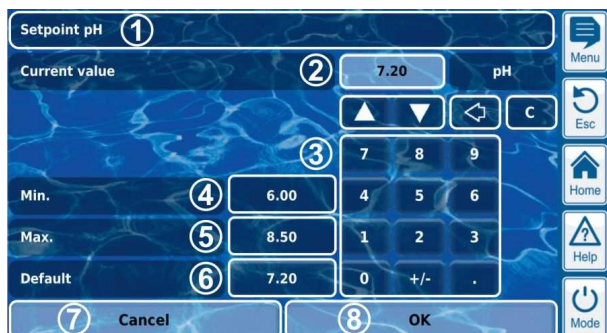 Setpoint pH 1
Menu
Current value 2 7.20 pH
C
Esc
3 7 8 9
Home
Min. 4 6.00 4 5 6
Max. 5 8.50 1 2 3
Help
Default 6 7.20 0 +/- .
7 Cancel 8 OK
Mode